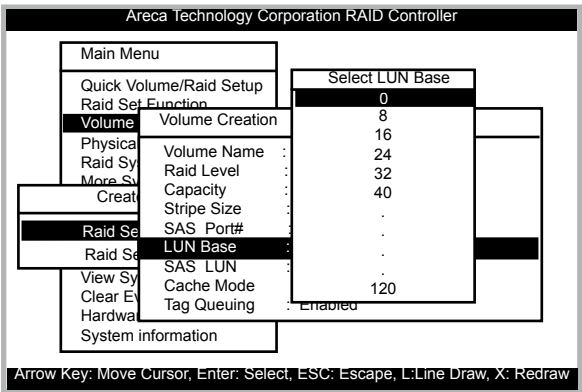 Areca Technology Corporation RAID Controller
Main Menu
Quick Volume/Raid Setup
Raid Set Function
Volume
Physica
Raid Sy
More Sy
Creat
Raid Se
Raid Se
View Sy
Clear Ev
Hardwa
System information
Volume Creation
Volume Name :
Raid Level :
Capacity :
Stripe Size :
SAS Port# :
LUN Base :
SAS LUN :
Cache Mode :
Tag Queuing : Enabled
Select LUN Base
0
8
16
24
32
40
.
.
.
.
120
Arrow Key: Move Cursor, Enter: Select, ESC: Escape, L:Line Draw, X: Redraw